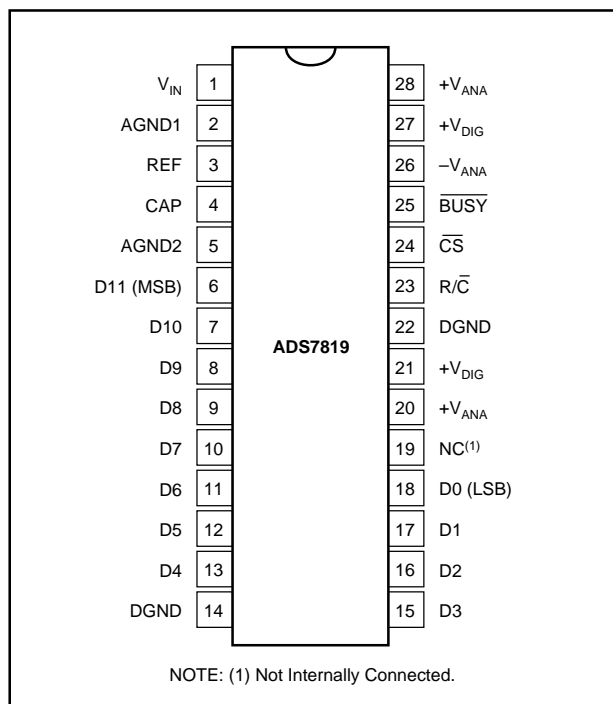 V_IN 1 28 +V_ANA
AGND1 2 27 +V_DIG
REF 3 26 –V_ANA
CAP 4 25 B̅U̅S̅Y̅
AGND2 5 24 C̅S̅
D11 (MSB) 6 23 R/C̅
D10 7 22 DGND
ADS7819
D9 8 21 +V_DIG
D8 9 20 +V_ANA
D7 10 19 NC(1)
D6 11 18 D0 (LSB)
D5 12 17 D1
D4 13 16 D2
DGND 14 15 D3
NOTE: (1) Not Internally Connected.